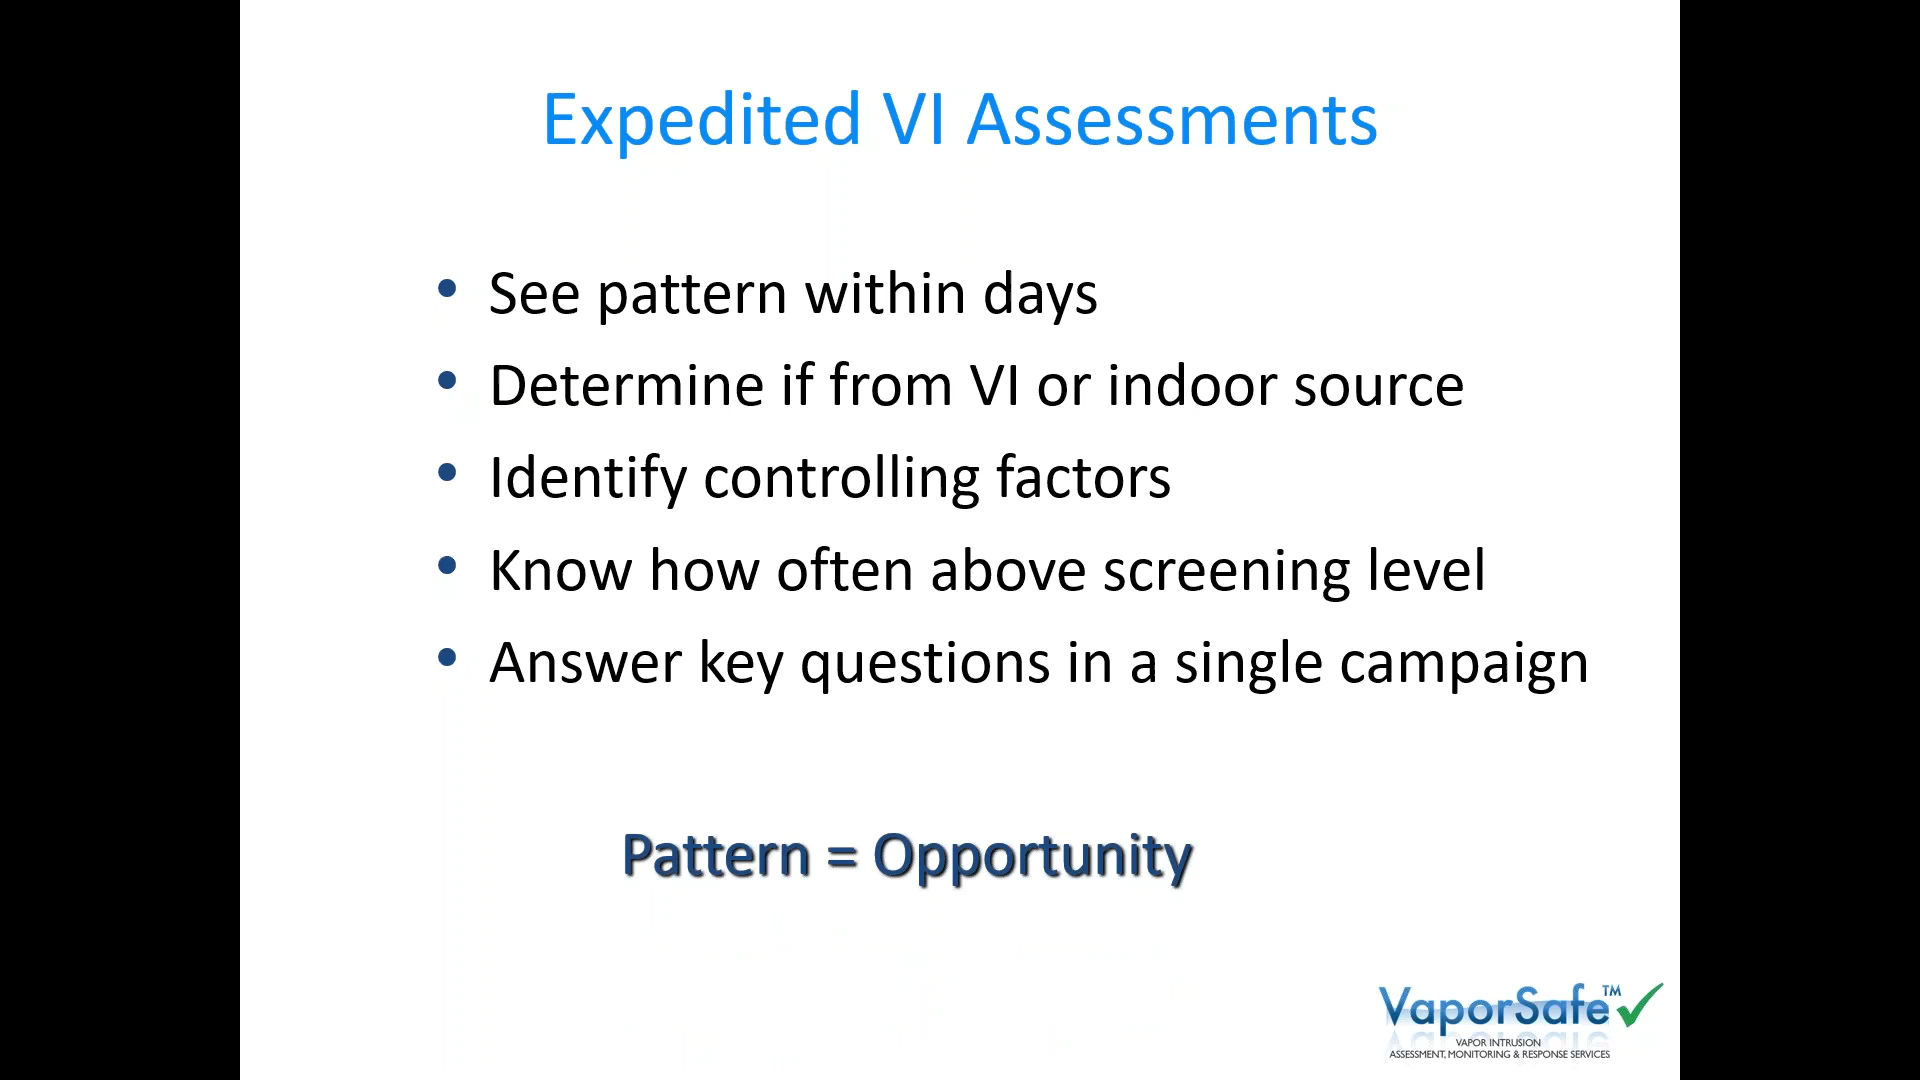 Expedited VI Assessments
• See pattern within days
• Determine if from VI or indoor source
• Identify controlling factors
• Know how often above screening level
• Answer key questions in a single campaign
Pattern = Opportunity
VaporSafe™
VAPOR INTRUSION
ASSESSMENT, MONITORING & RESPONSE SERVICES